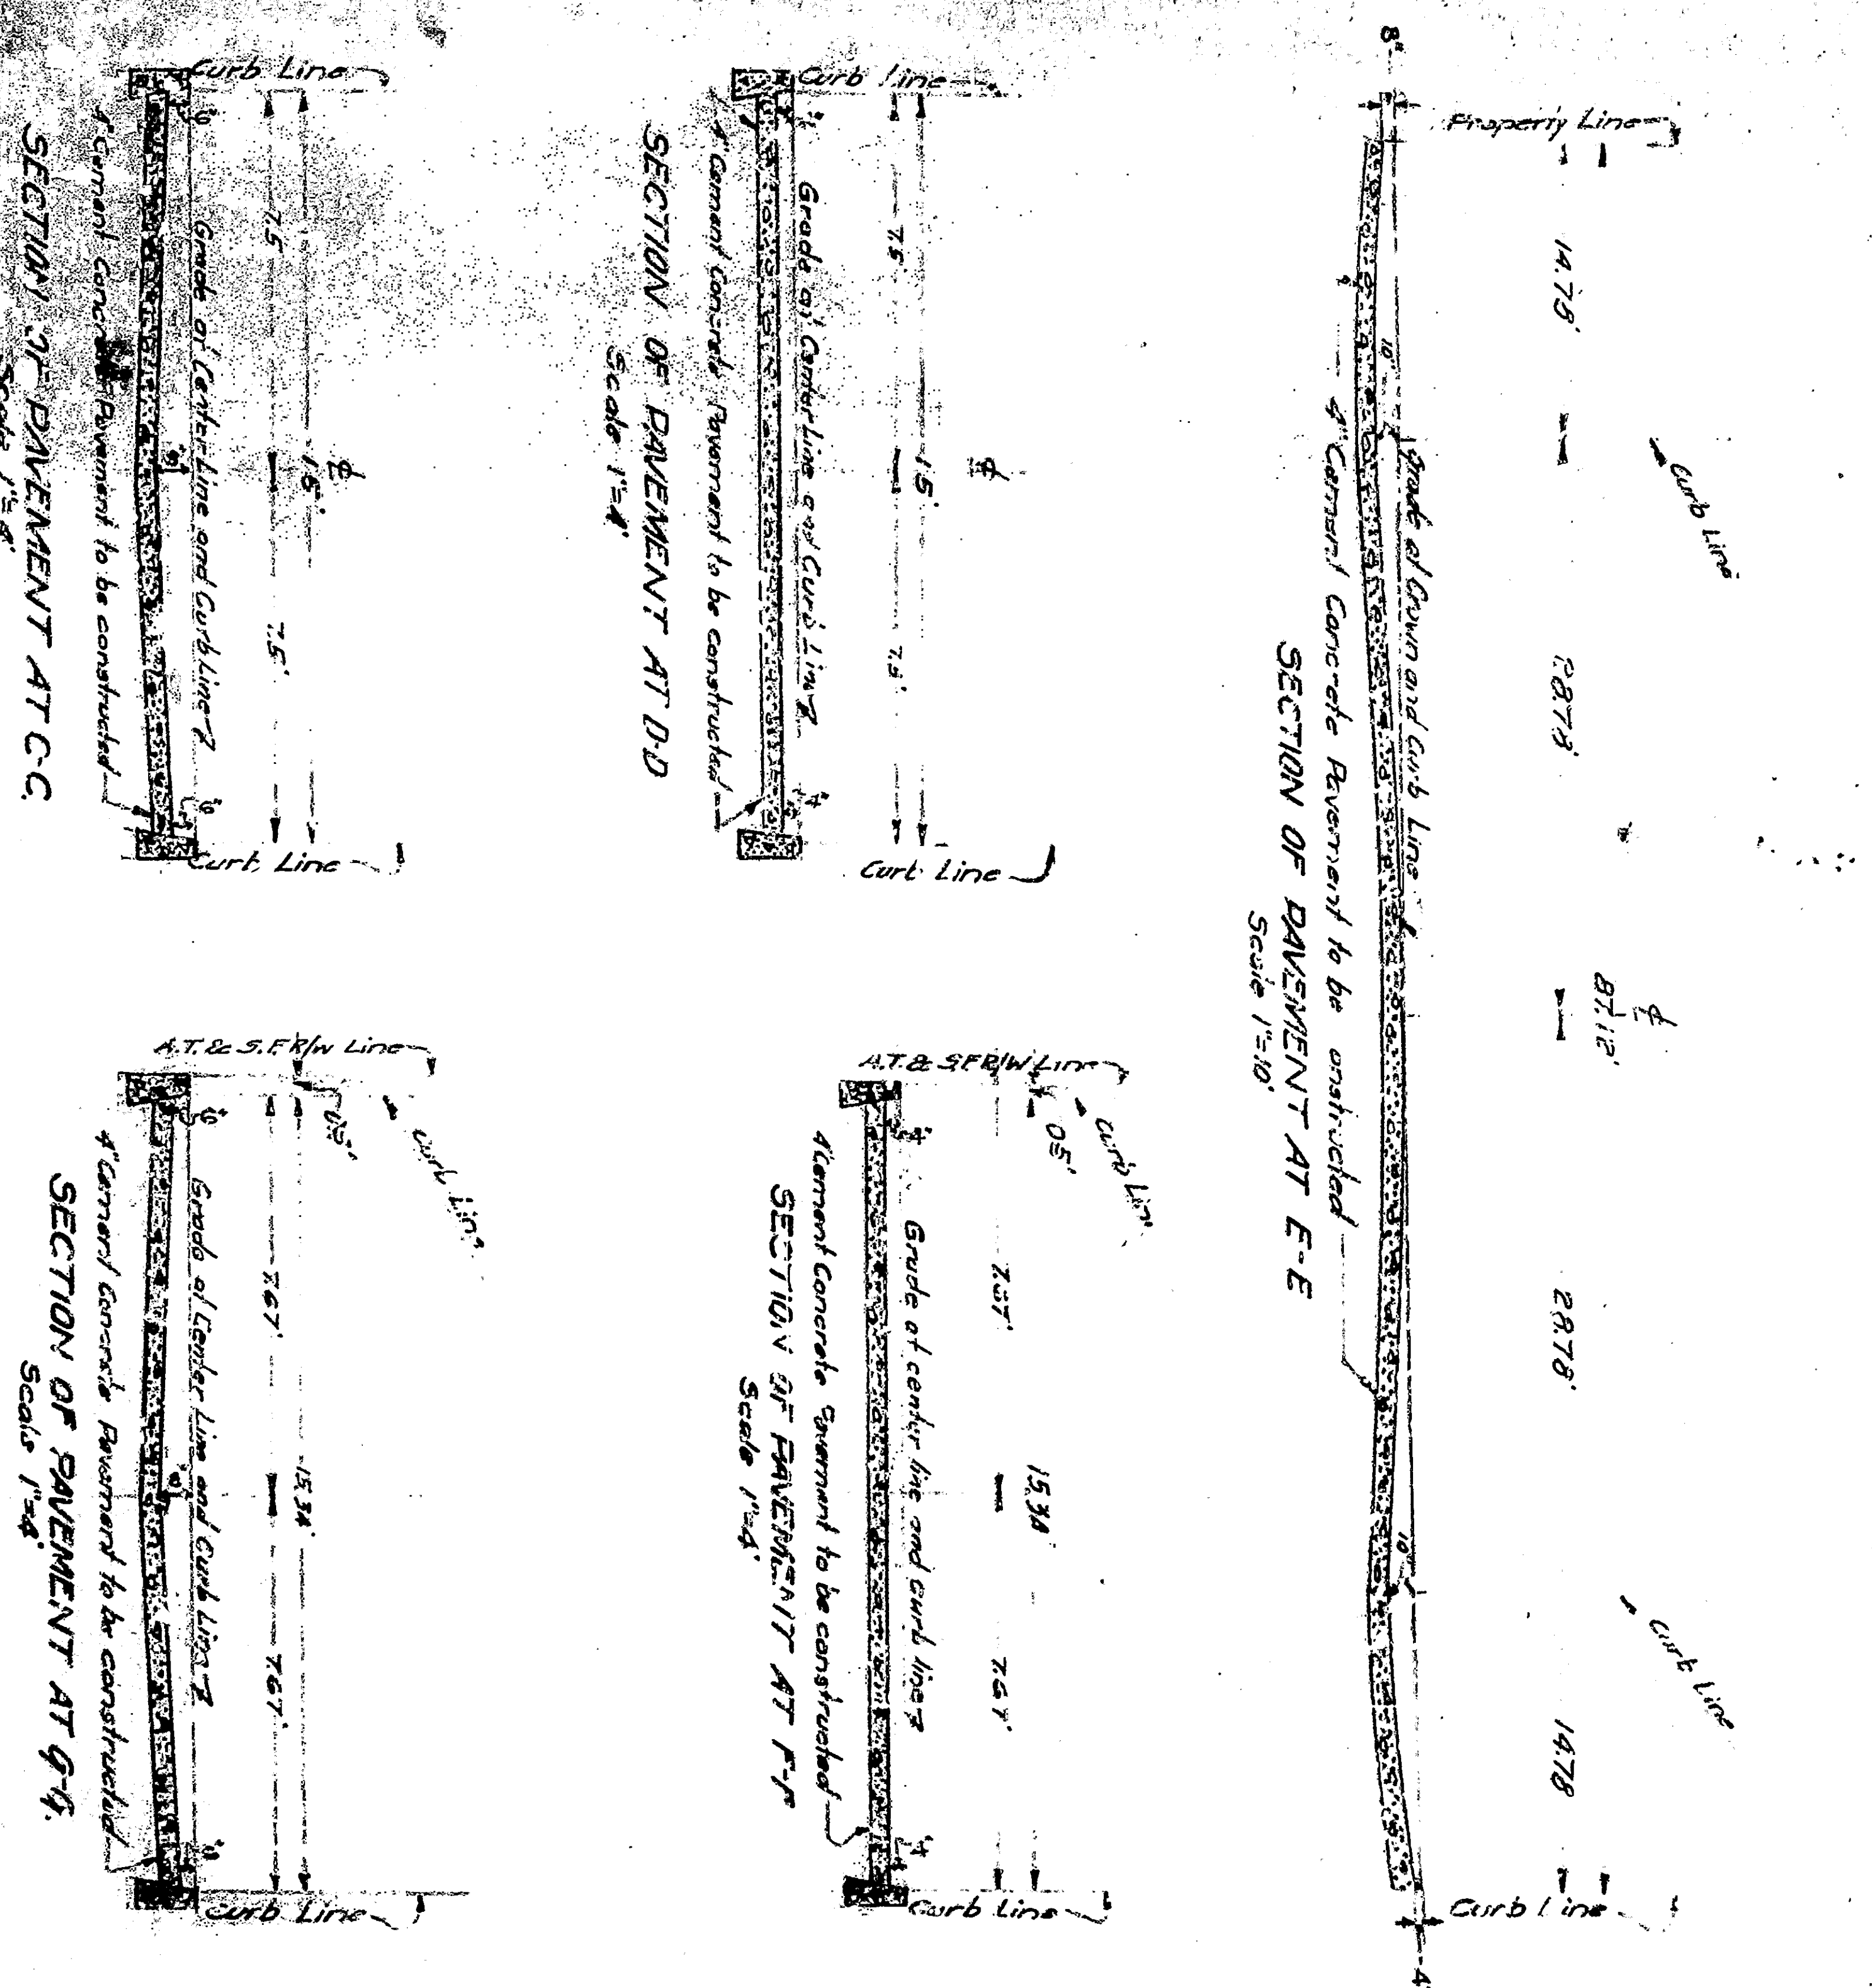 8"
Property Line
14.78'
28.78'
℄
87.12'
28.78'
14.78
Curb Line
Curb Line
Curb Line
Grade at Crown and Curb Line
10"
10"
4"
4" Cement Concrete Pavement to be constructed
SECTION OF PAVEMENT AT E-E
Scale 1"=10'
Curb Line
℄
15'
7.5'
7.5'
Grade at Center Line and Curb Line
4"
4"
4" Cement Concrete Pavement to be constructed
SECTION OF PAVEMENT AT D-D
Scale 1"=4'
Curb Line
A.T.& S.F.R/W Line
Curb Line
0.5'
15.34'
7.67'
7.67'
Grade at center line and curb line
4"
4"
4" Cement Concrete Pavement to be constructed
SECTION OF PAVEMENT AT F-F
Scale 1"=4'
Curb Line
Curb Line
℄
15'
7.5'
7.5'
Grade at Center Line and Curb Line
6"
6"
4" Cement Concrete Pavement to be constructed
SECTION OF PAVEMENT AT C-C.
Scale 1"=4'
Curb Line
A.T.& S.F.R/W Line
Curb Line
0.5'
15.34'
7.67'
7.67'
Grade at Center Line and Curb Line
6"
6"
4" Cement Concrete Pavement to be constructed
SECTION OF PAVEMENT AT G-G.
Scale 1"=4'
Curb Line